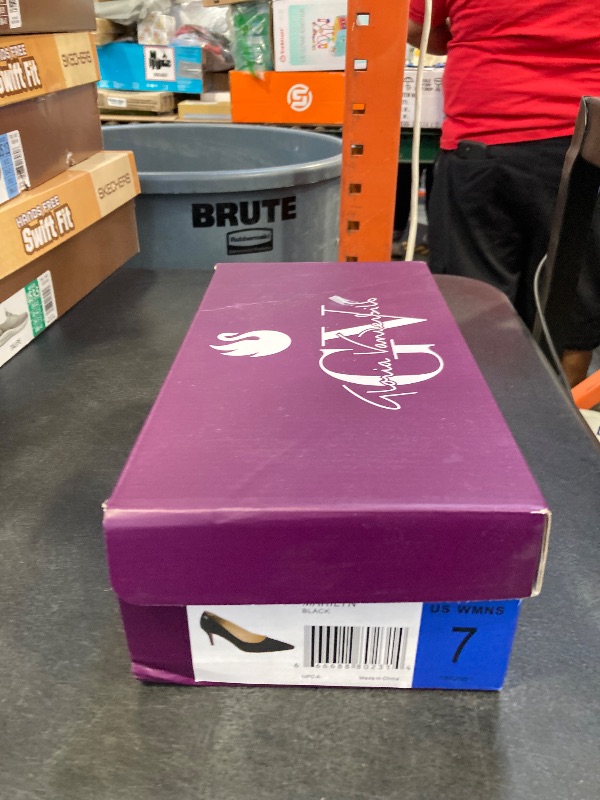 SKECHERS
Swift Fit
HANDS FREE
Swift Fit
SKECHERS
BRUTE
Rubbermaid
GV
Gloria Vanderbilt
BLACK
US WMNS
7
Made in China